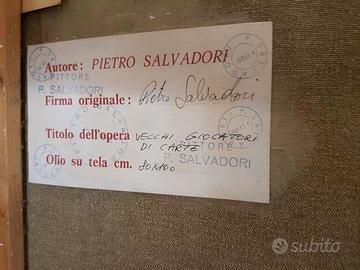 Autore: PIETRO SALVADORI
PITTORE
P. SALVADORI
Firma originale: Pietro Salvadori
Titolo dell'opera VECCHI GIOCATORI
DI CARTE
PITTORE
P. SALVADORI
Olio su tela cm. 80x100
subito